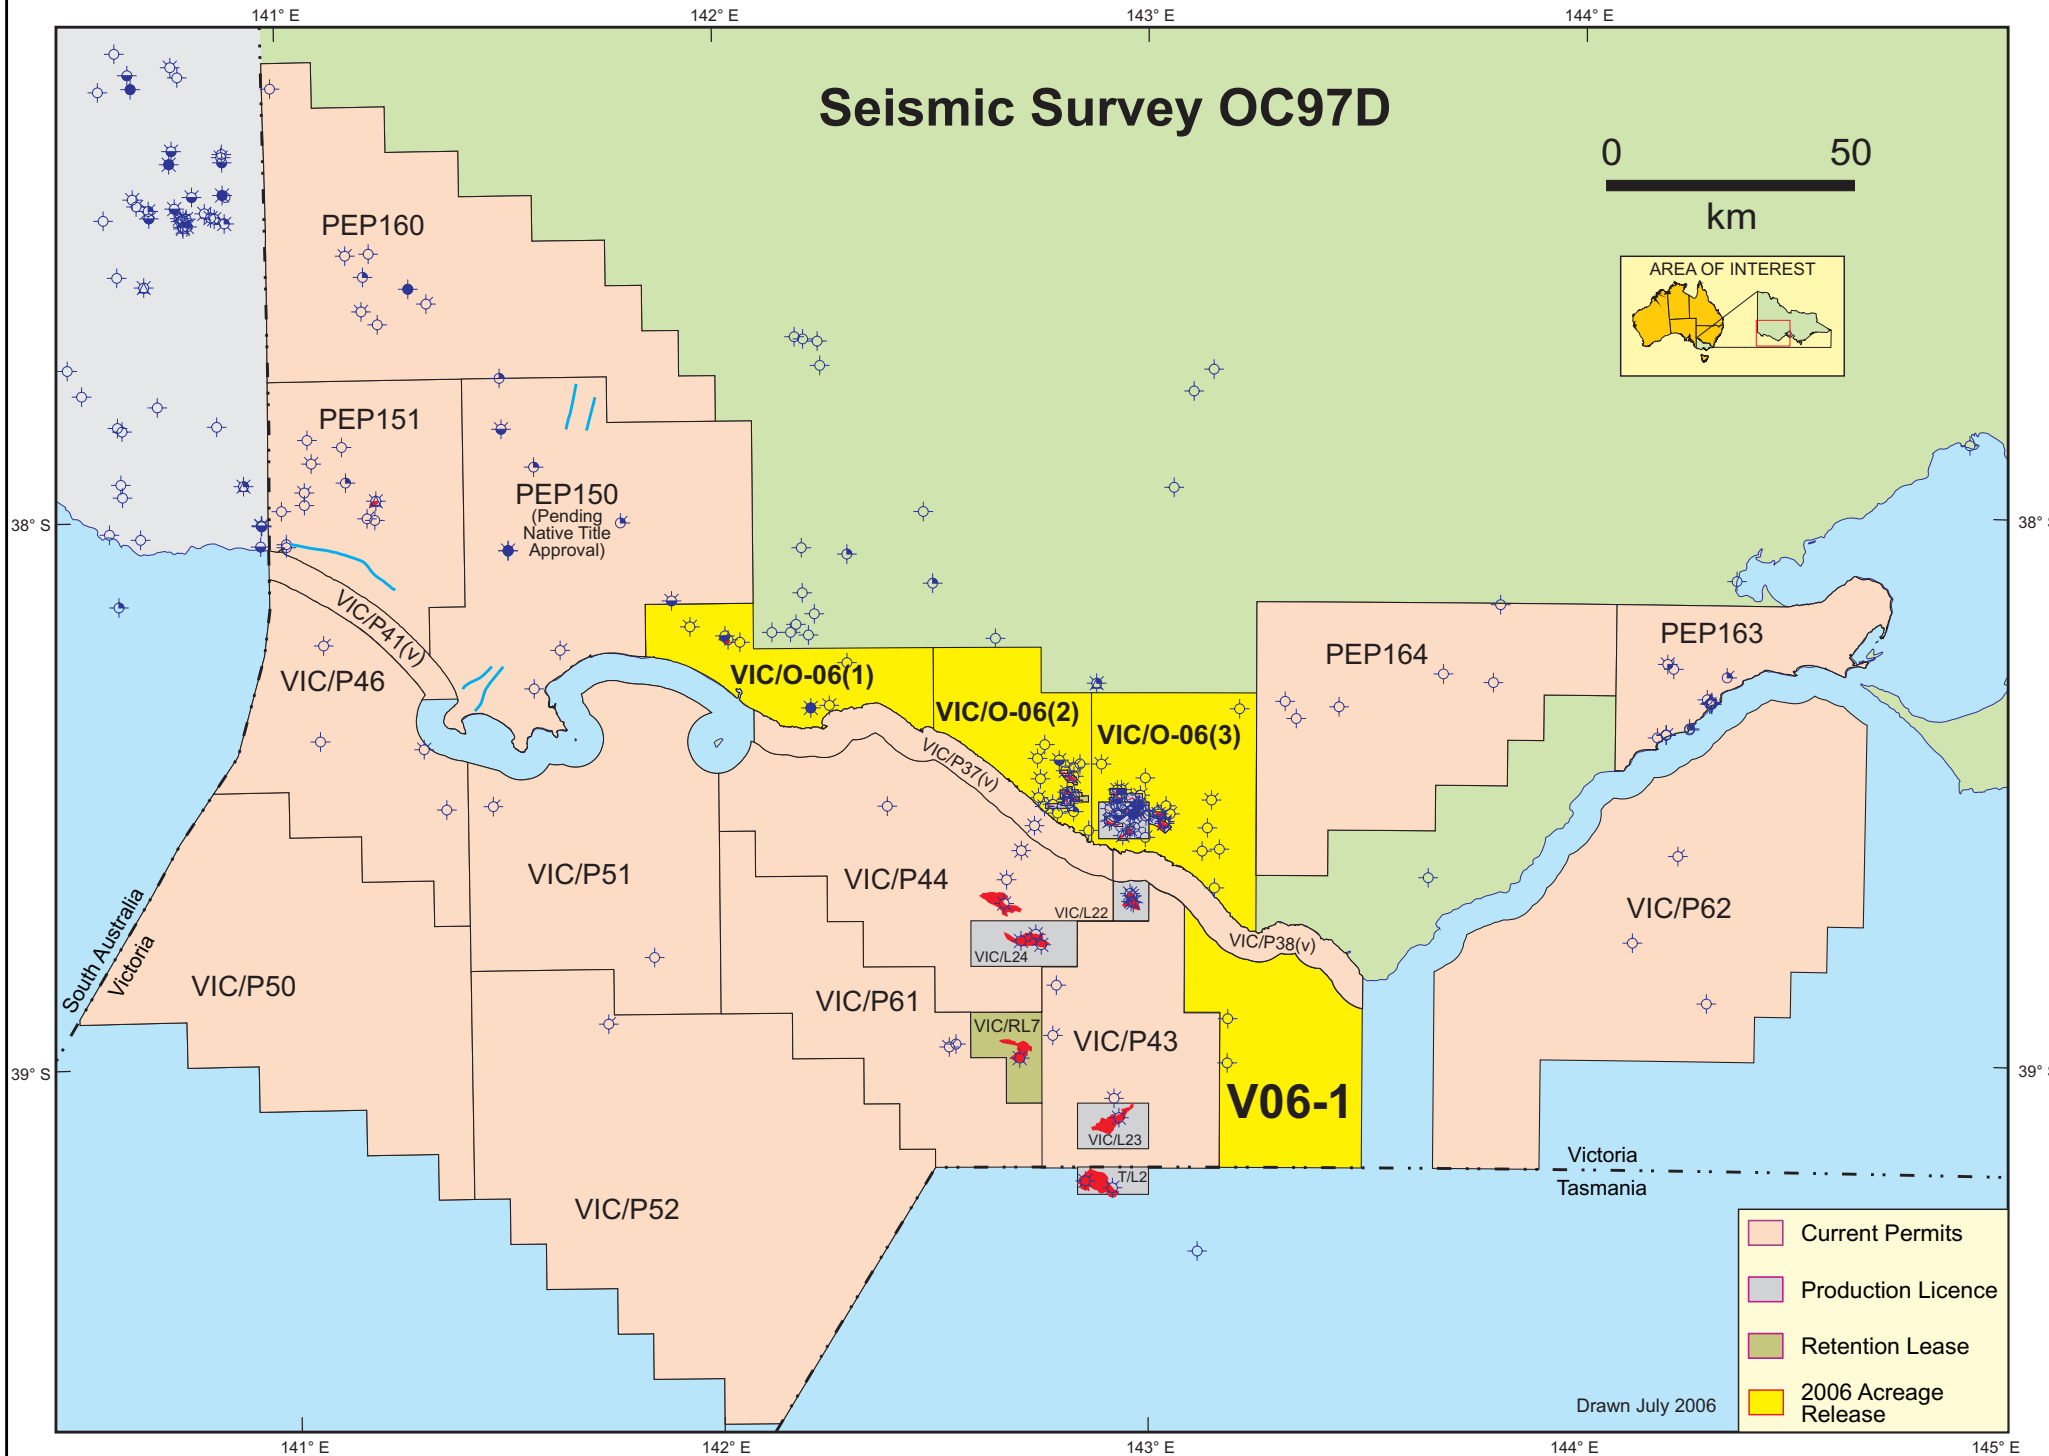 141° E
142° E
143° E
144° E
Seismic Survey OC97D
0
50
km
AREA OF INTEREST
PEP160
PEP151
PEP150
(Pending
Native Title
Approval)
38° S
38° S
VIC/P41(v)
VIC/P46
VIC/O-06(1)
VIC/O-06(2)
VIC/O-06(3)
PEP164
PEP163
VIC/P37(v)
VIC/P51
VIC/P44
VIC/L22
VIC/P62
VIC/P38(v)
VIC/L24
South Australia
Victoria
VIC/P50
VIC/P61
VIC/RL7
VIC/P43
39° S
39° S
V06-1
VIC/L23
T/L2
Victoria
Tasmania
VIC/P52
Current Permits
Production Licence
Retention Lease
2006 Acreage
Release
Drawn July 2006
141° E
142° E
143° E
144° E
145° E